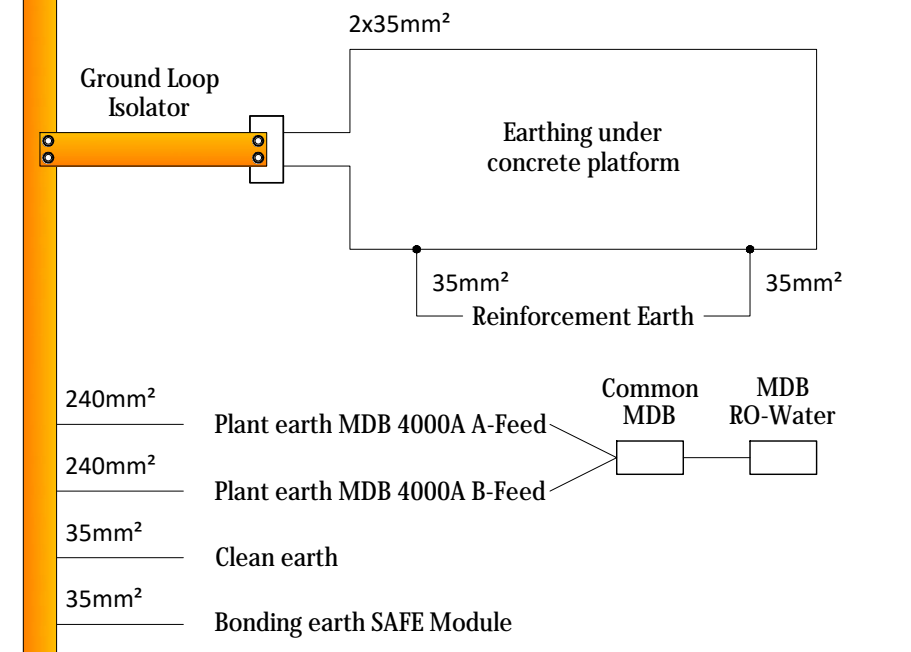 2x35mm²
Ground Loop
Isolator
Earthing under
concrete platform
35mm²
35mm²
Reinforcement Earth
240mm²
Plant earth MDB 4000A A-Feed
Common
MDB
MDB
RO-Water
240mm²
Plant earth MDB 4000A B-Feed
35mm²
Clean earth
35mm²
Bonding earth SAFE Module